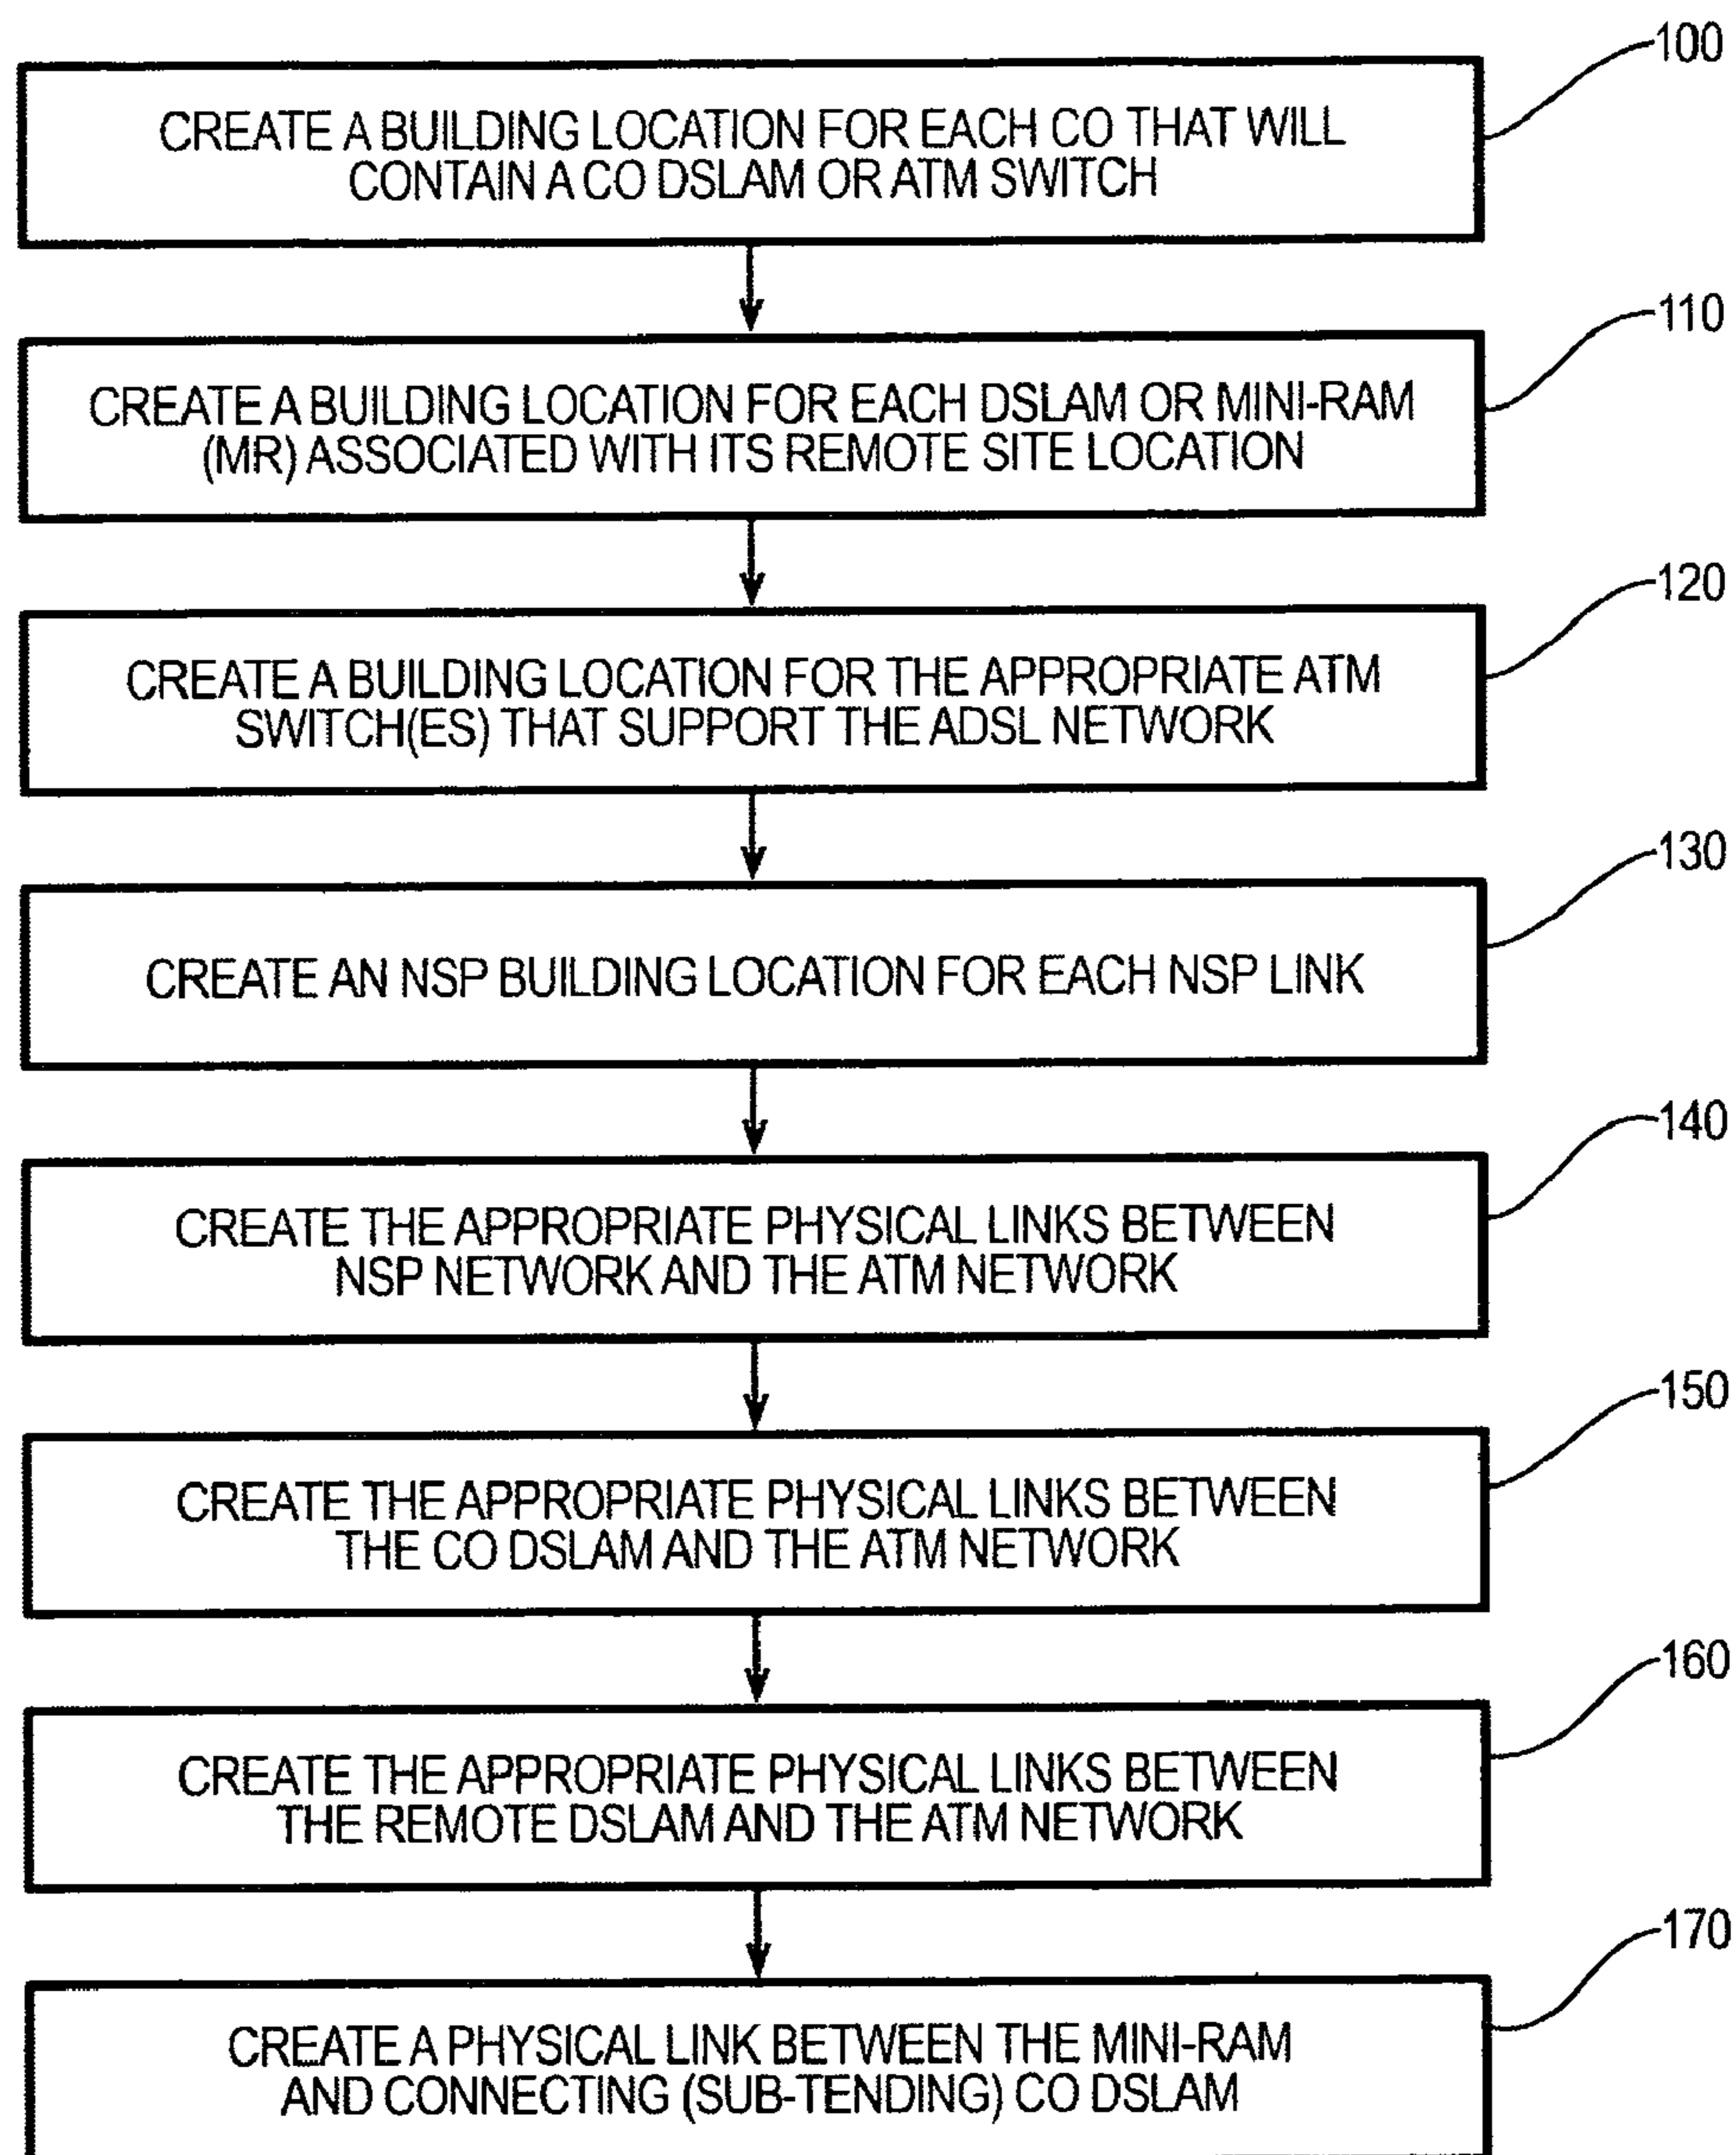 100
CREATE A BUILDING LOCATION FOR EACH CO THAT WILL
CONTAIN A CO DSLAM OR ATM SWITCH
110
CREATE A BUILDING LOCATION FOR EACH DSLAM OR MINI-RAM
(MR) ASSOCIATED WITH ITS REMOTE SITE LOCATION
120
CREATE A BUILDING LOCATION FOR THE APPROPRIATE ATM
SWITCH(ES) THAT SUPPORT THE ADSL NETWORK
130
CREATE AN NSP BUILDING LOCATION FOR EACH NSP LINK
140
CREATE THE APPROPRIATE PHYSICAL LINKS BETWEEN
NSP NETWORK AND THE ATM NETWORK
150
CREATE THE APPROPRIATE PHYSICAL LINKS BETWEEN
THE CO DSLAM AND THE ATM NETWORK
160
CREATE THE APPROPRIATE PHYSICAL LINKS BETWEEN
THE REMOTE DSLAM AND THE ATM NETWORK
170
CREATE A PHYSICAL LINK BETWEEN THE MINI-RAM
AND CONNECTING (SUB-TENDING) CO DSLAM